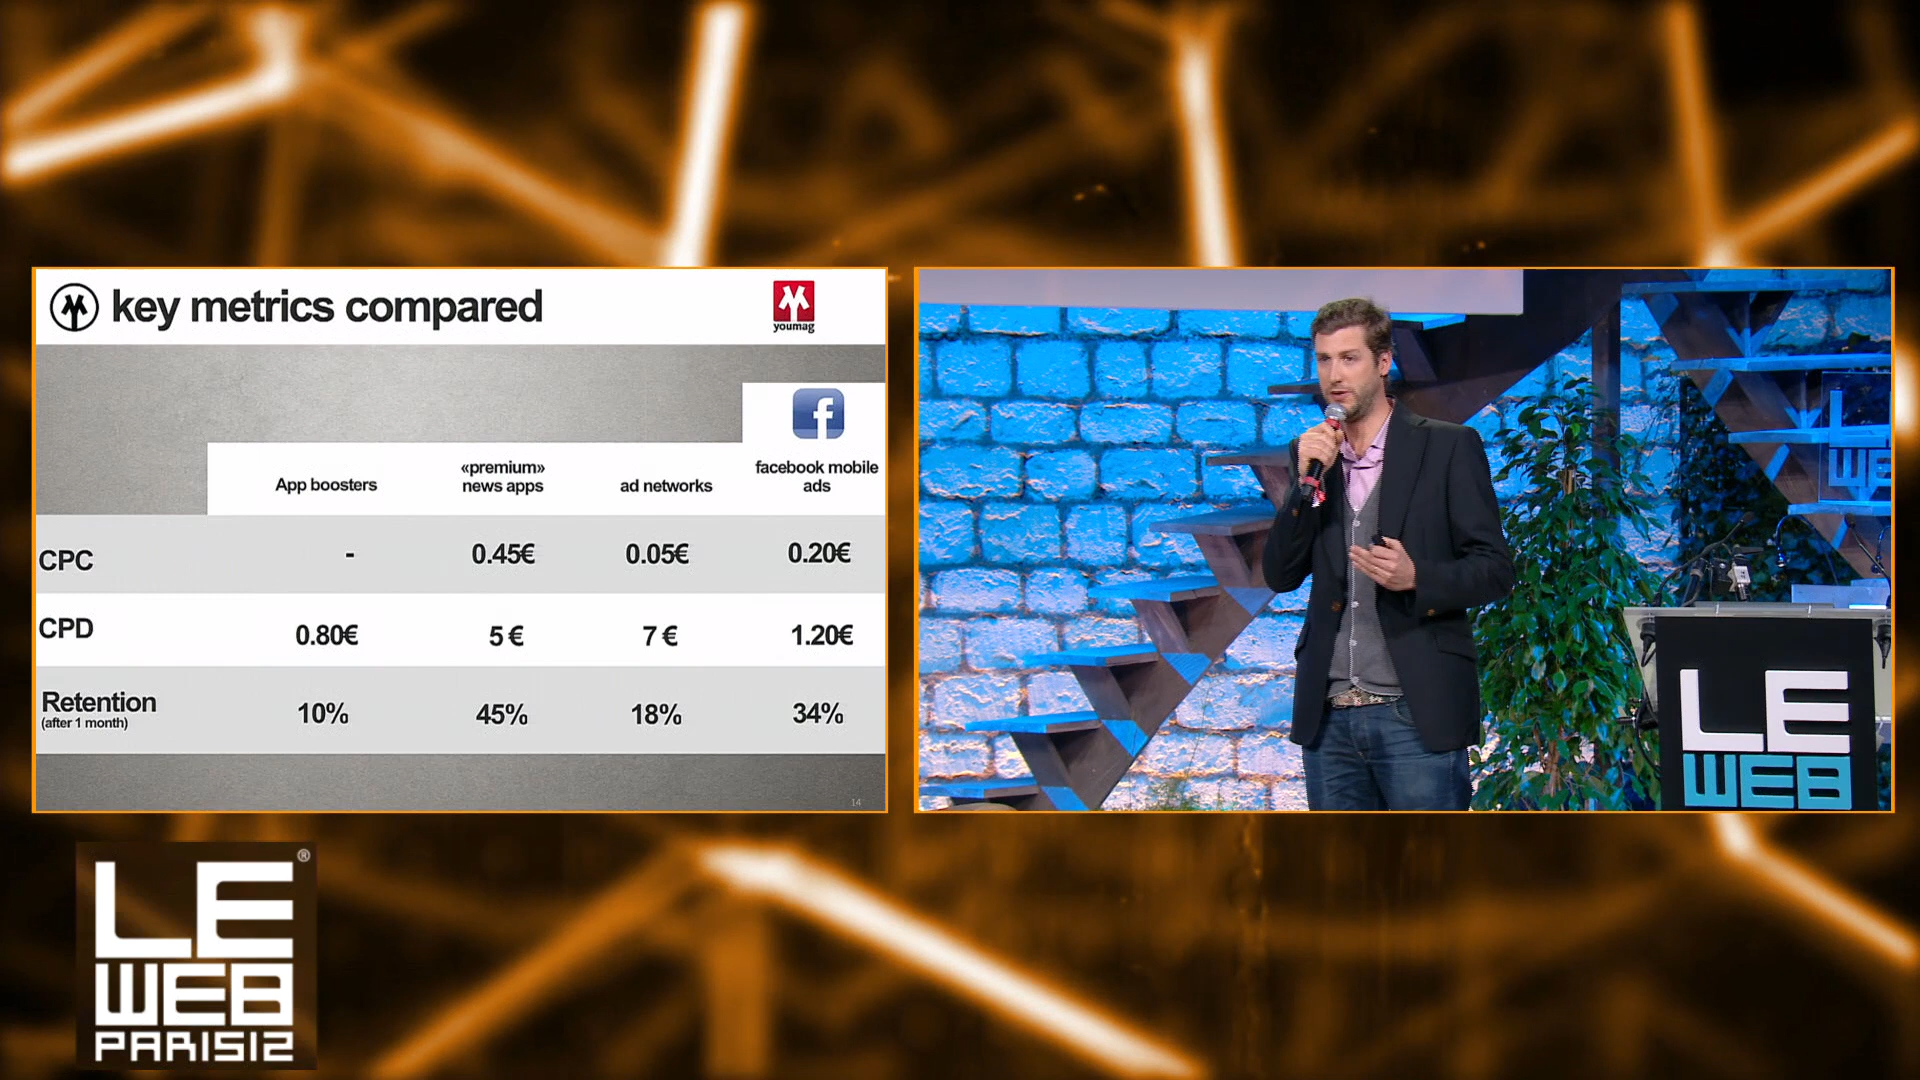 key metrics compared
youmag
f
App boosters
«premium»
news apps
ad networks
facebook mobile
ads
CPC - 0.45€ 0.05€ 0.20€
CPD 0.80€ 5 € 7 € 1.20€
Retention
(after 1 month)
10% 45% 18% 34%
14
LE
WE
LE
WEB
LE®
WEB
PARIS12